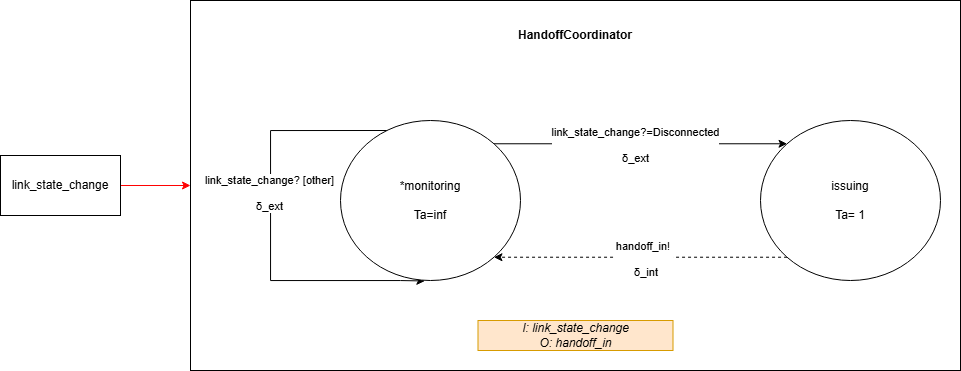 HandoffCoordinator
link_state_change?=Disconnected
δ_ext
link_state_change
link_state_change? [other]
δ_ext
*monitoring
Ta=inf
issuing
Ta= 1
handoff_in!
δ_int
I: link_state_change
O: handoff_in